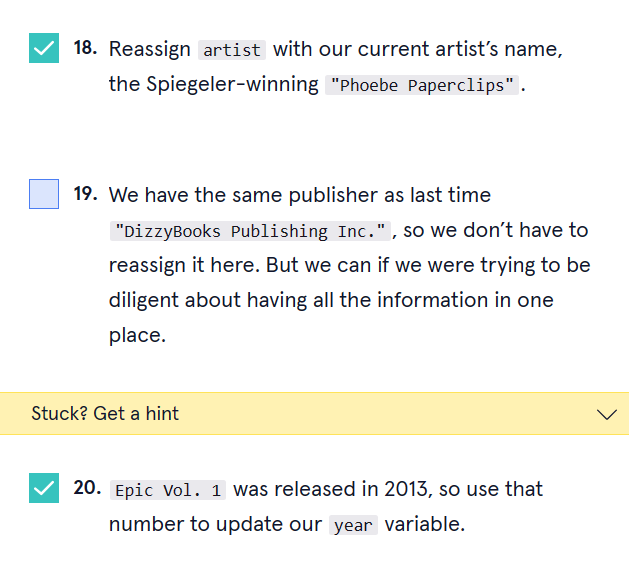 18. Reassign artist with our current artist’s name,
the Spiegeler-winning "Phoebe Paperclips".
19. We have the same publisher as last time
"DizzyBooks Publishing Inc.", so we don’t have to
reassign it here. But we can if we were trying to be
diligent about having all the information in one
place.
Stuck? Get a hint
20. Epic Vol. 1 was released in 2013, so use that
number to update our year variable.